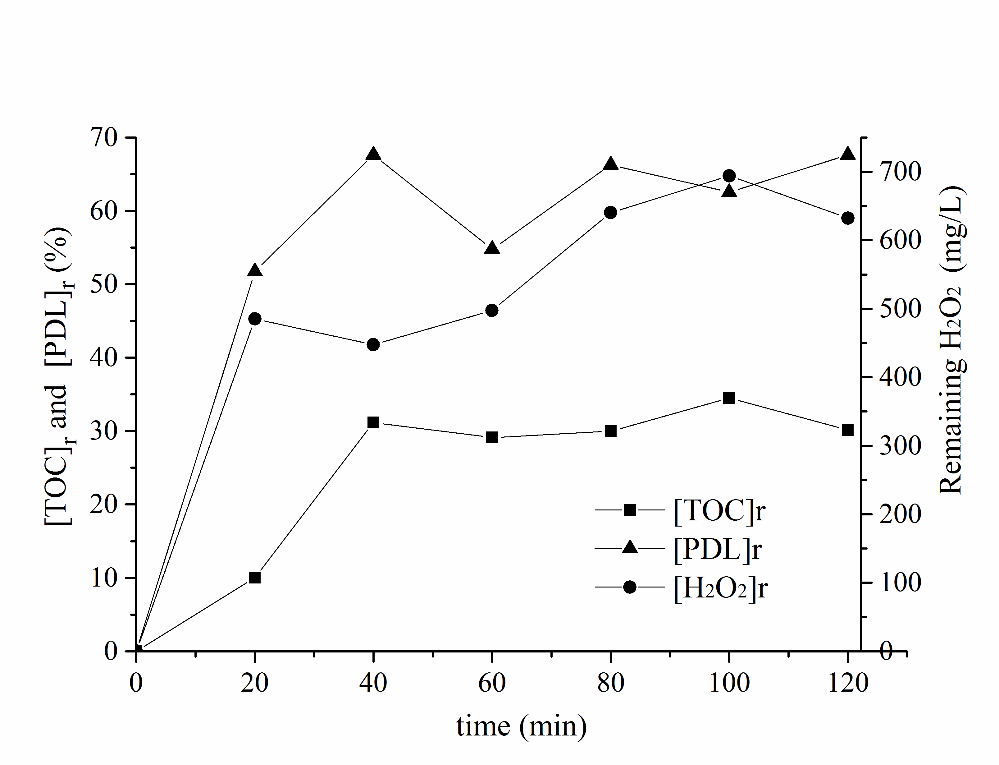 [TOC]r and [PDL]r (%)
70
60
50
40
30
20
10
0
0 20 40 60 80 100 120
time (min)
[TOC]r
[PDL]r
[H2O2]r
700
600
500
400
300
200
100
0
Remaining H2O2 (mg/L)